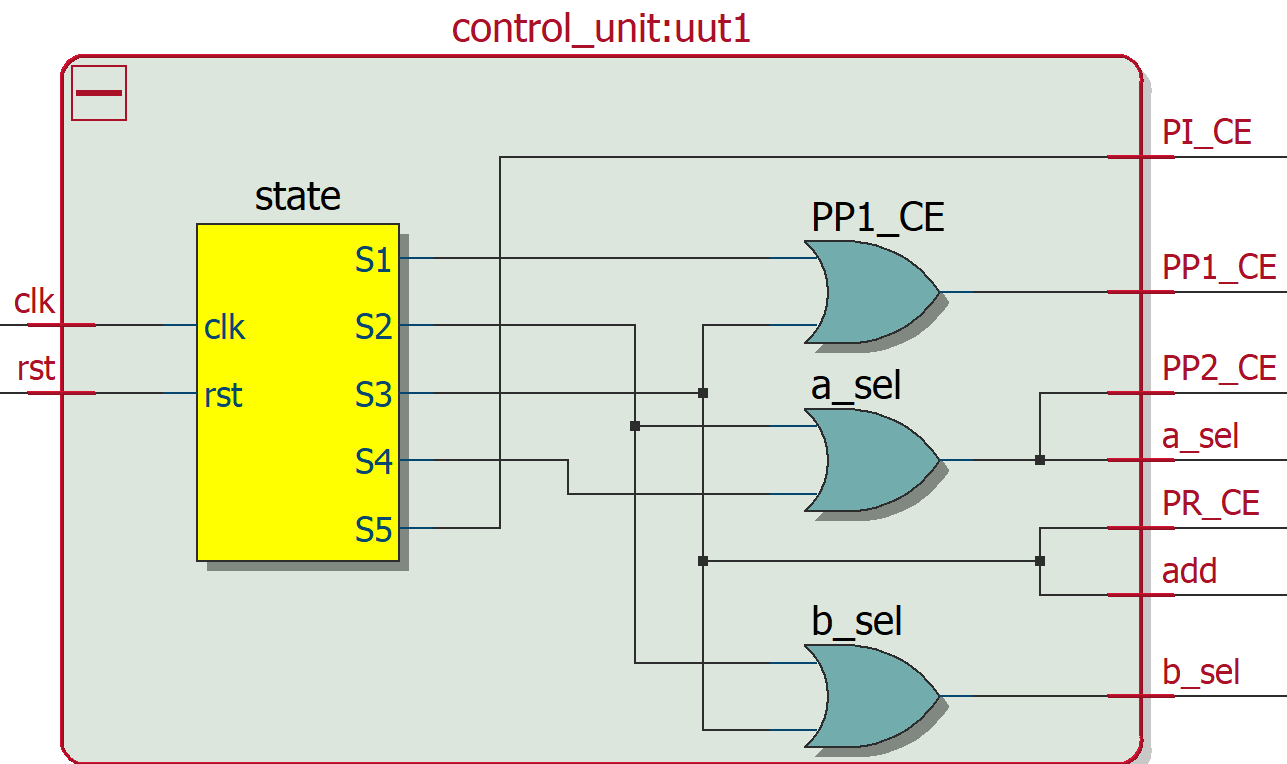 control_unit:uut1
PI_CE
state
PP1_CE
S1
PP1_CE
clk
clk
S2
rst
rst
S3
a_sel
PP2_CE
S4
a_sel
S5
PR_CE
add
b_sel
b_sel